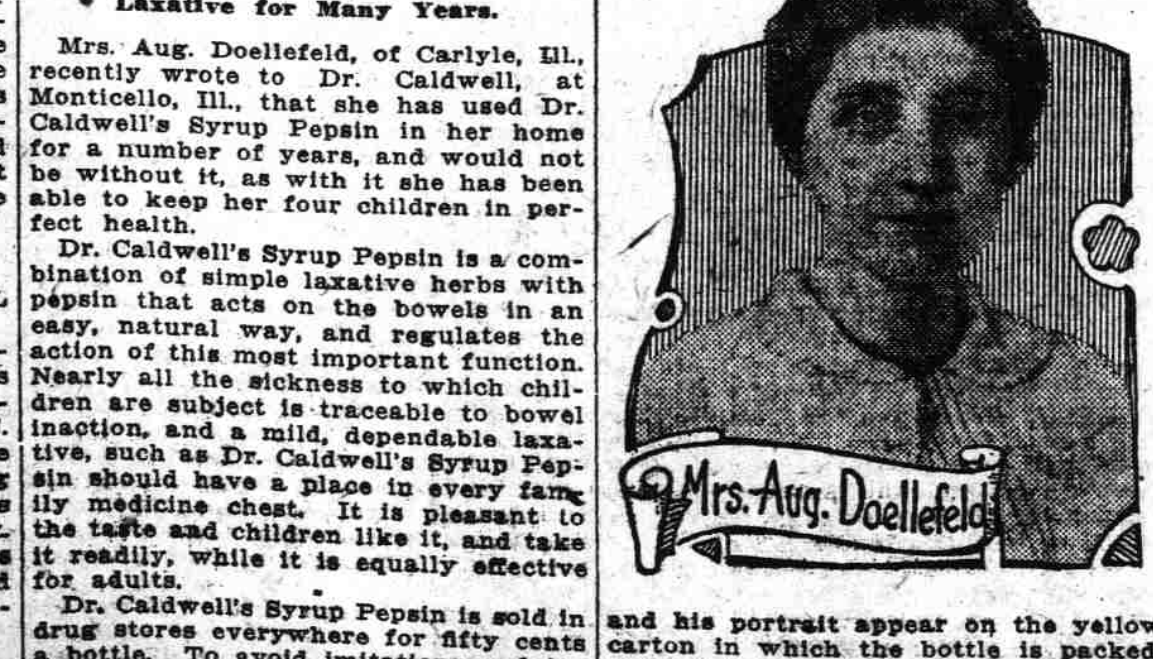 Laxative for Many Years.
Mrs. Aug. Doellefeld, of Carlyle, Ill.,
recently wrote to Dr. Caldwell, at
Monticello, Ill., that she has used Dr.
Caldwell's Syrup Pepsin in her home
for a number of years, and would not
be without it, as with it she has been
able to keep her four children in per-
fect health.
Dr. Caldwell's Syrup Pepsin is a com-
bination of simple laxative herbs with
pepsin that acts on the bowels in an
easy, natural way, and regulates the
action of this most important function.
Nearly all the sickness to which chil-
dren are subject is traceable to bowel
inaction, and a mild, dependable laxa-
tive, such as Dr. Caldwell's Syrup Pep-
sin should have a place in every fam-
ily medicine chest. It is pleasant to
the taste and children like it, and take
it readily, while it is equally effective
for adults.
Dr. Caldwell's Syrup Pepsin is sold in
drug stores everywhere for fifty cents
a bottle. To avoid
Mrs. Aug. Doellefeld
and his portrait appear on the yellow
carton in which the bottle is packed